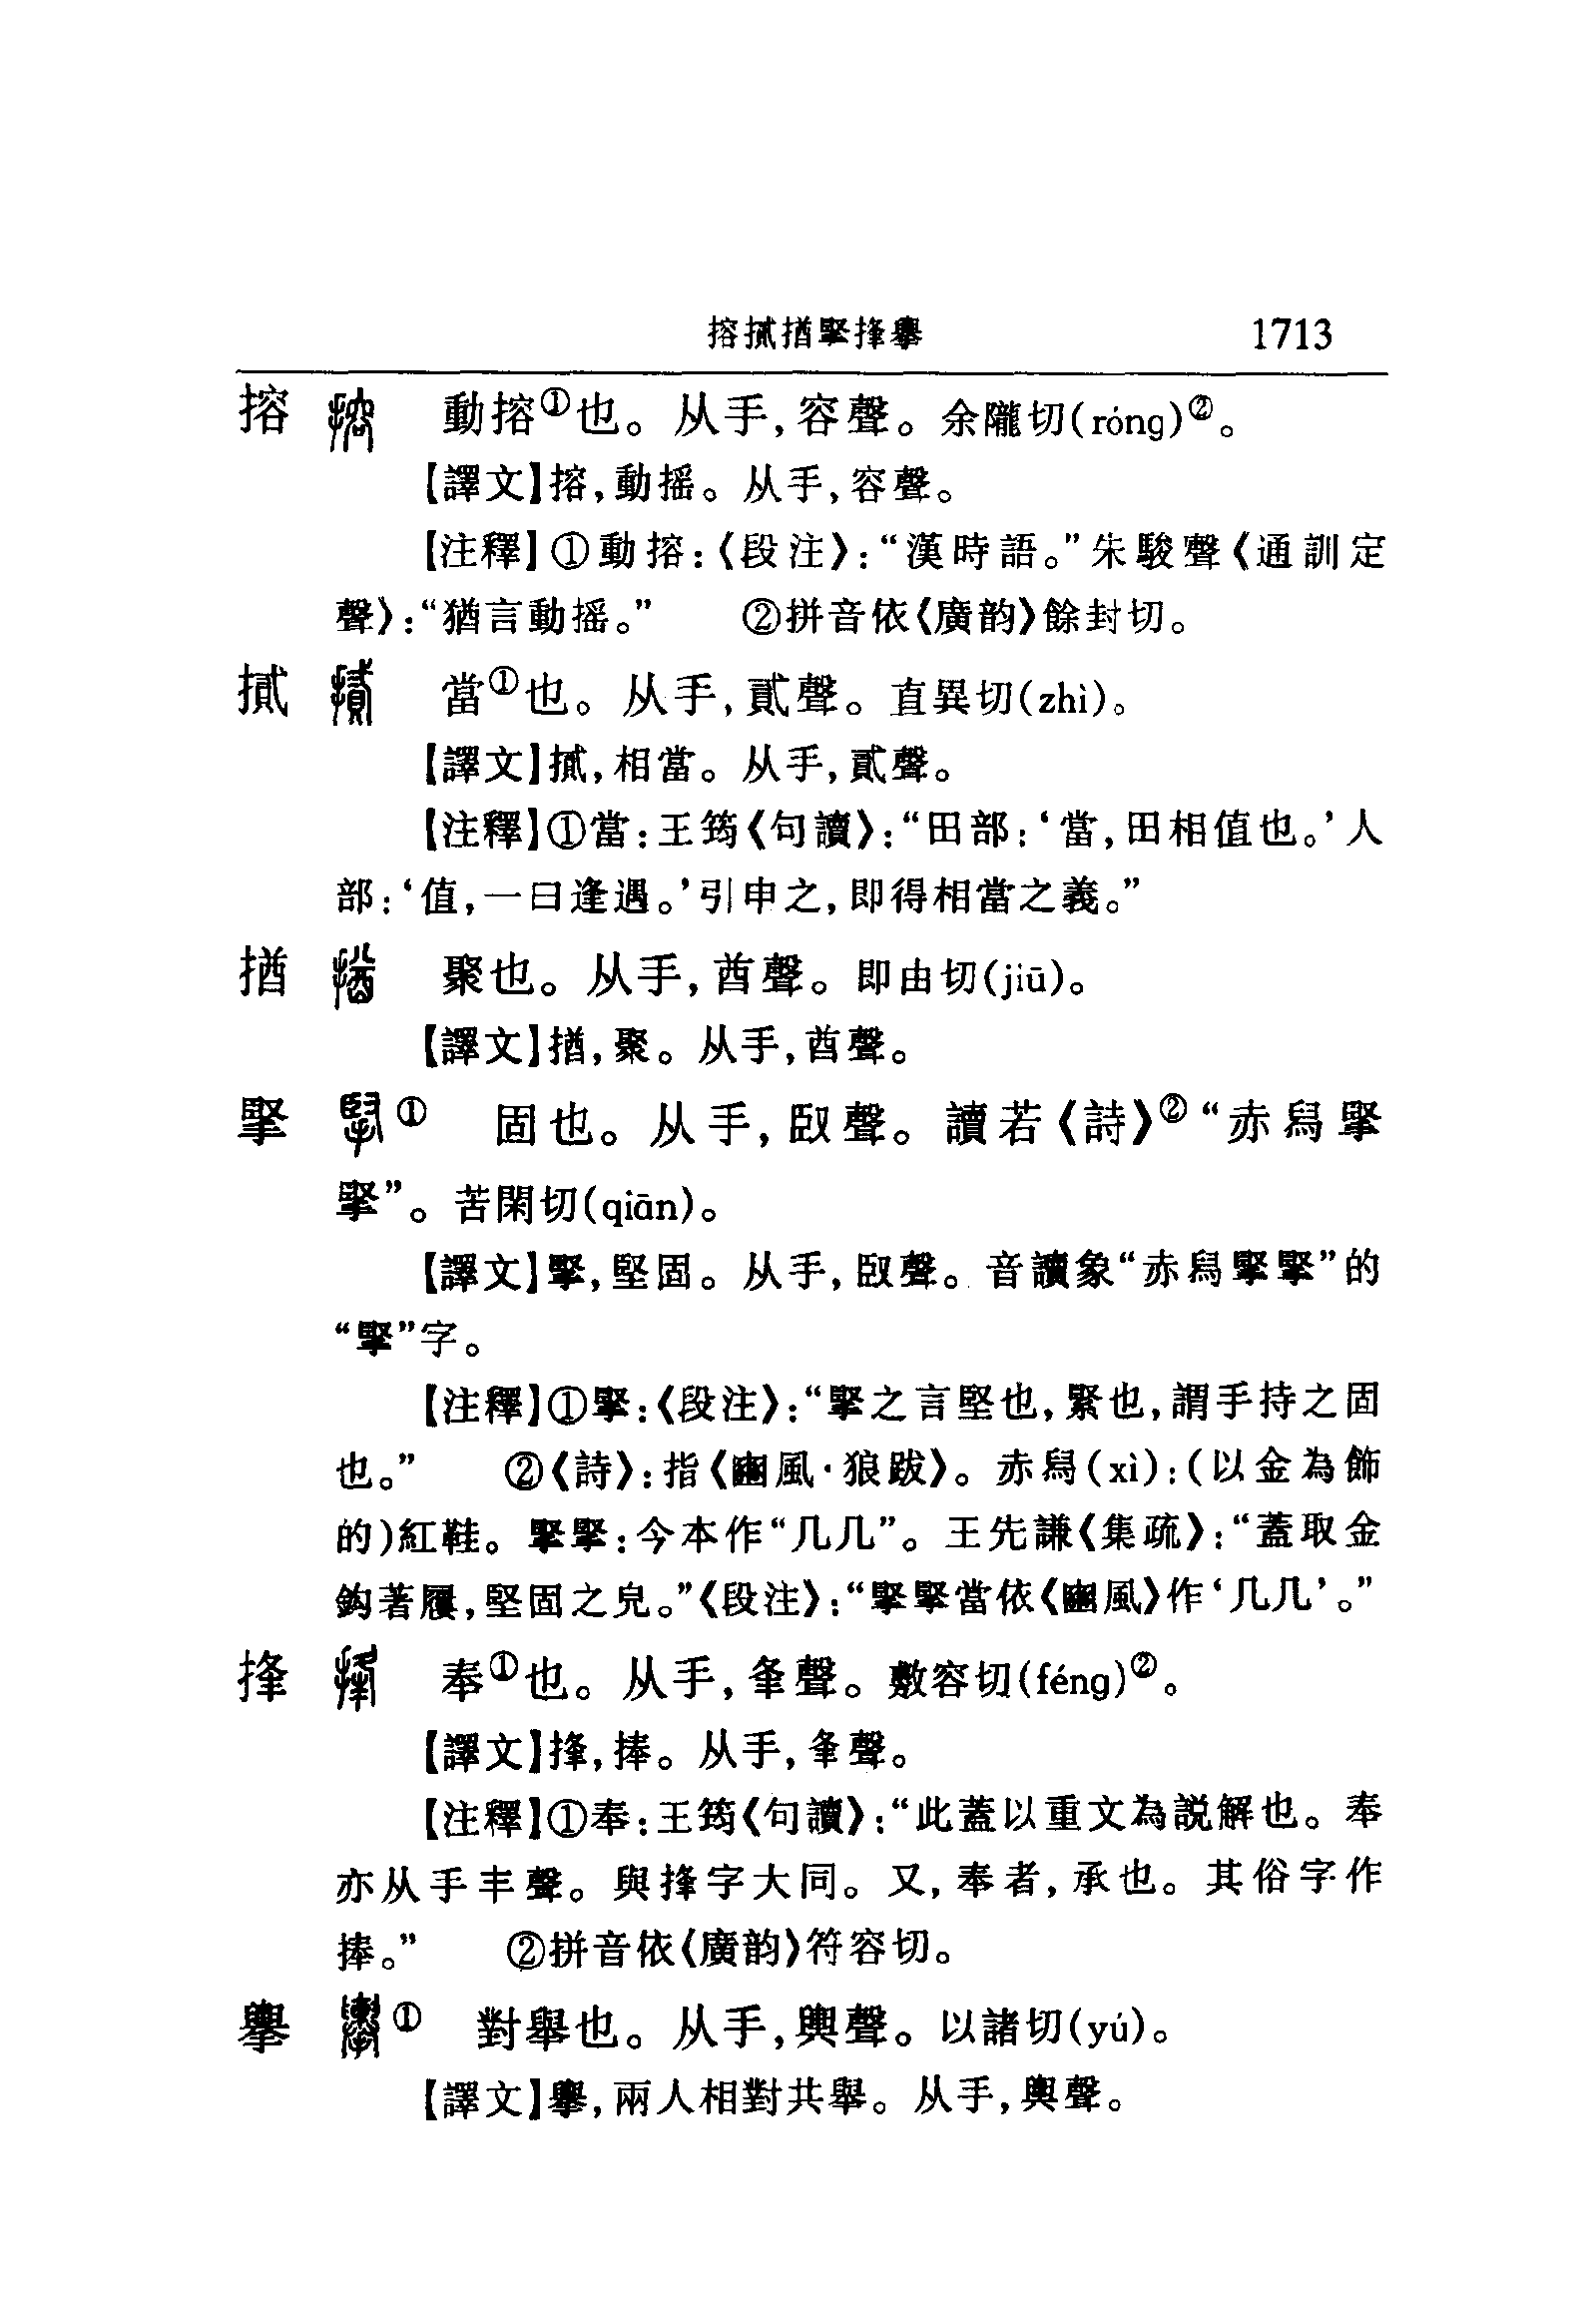 搈㨖揂掔捀擧 1713
搈 動搈①也。从手,容聲。余隴切(róng)②。
【譯文】搈,動摇。从手,容聲。
【注釋】①動搈:《段注》:“漢時語。”朱駿聲《通訓定
聲》:“猶言動摇。” ②拼音依《廣韵》餘封切。
㨖 當①也。从手,貳聲。直異切(zhì)。
【譯文】㨖,相當。从手,貳聲。
【注釋】①當:王筠《句讀》:“田部:‘當,田相值也。’人
部:‘值,一曰逢遇。’引申之,即得相當之義。”
揂 聚也。从手,酋聲。即由切(jiū)。
【譯文】揂,聚。从手,酋聲。
掔 ① 固也。从手,臤聲。讀若《詩》②“赤舄掔
掔”。苦閑切(qiān)。
【譯文】掔,堅固。从手,臤聲。音讀象“赤舄掔掔”的
“掔”字。
【注釋】①掔:《段注》:“掔之言堅也,緊也,謂手持之固
也。” ②《詩》:指《豳風·狼跋》。赤舄(xì):(以金為飾
的)紅鞋。掔掔:今本作“几几”。王先謙《集疏》:“蓋取金
鉤著屨,堅固之皃。”《段注》:“掔掔當依《豳風》作‘几几’。”
捀 奉①也。从手,夆聲。敷容切(féng)②。
【譯文】捀,捧。从手,夆聲。
【注釋】①奉:王筠《句讀》:“此蓋以重文為説解也。奉
亦从手丰聲。與捀字大同。又,奉者,承也。其俗字作
捧。” ②拼音依《廣韵》符容切。
擧 ① 對舉也。从手,輿聲。以諸切(yú)。
【譯文】擧,兩人相對共舉。从手,輿聲。